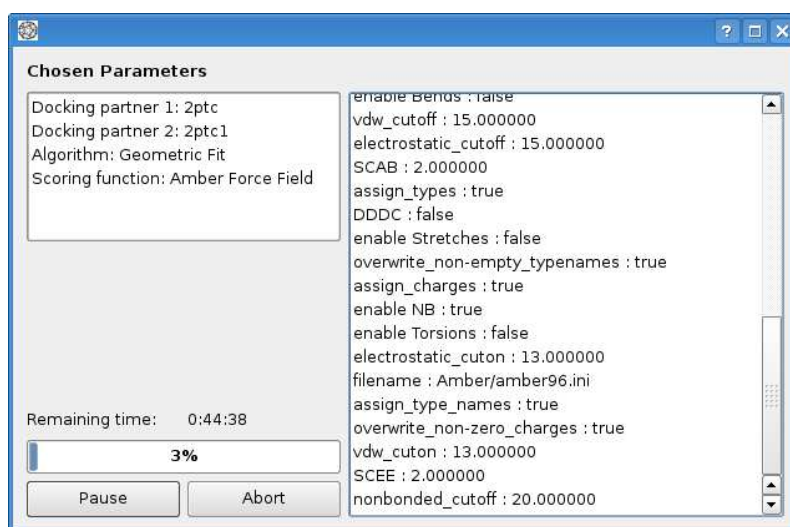 Chosen Parameters
Docking partner 1: 2ptc
Docking partner 2: 2ptc1
Algorithm: Geometric Fit
Scoring function: Amber Force Field
enable Bends : false
vdw_cutoff : 15.000000
electrostatic_cutoff : 15.000000
SCAB : 2.000000
assign_types : true
DDDC : false
enable Stretches : false
overwrite_non-empty_typenames : true
assign_charges : true
enable NB : true
enable Torsions : false
electrostatic_cuton : 13.000000
filename : Amber/amber96.ini
assign_type_names : true
overwrite_non-zero_charges : true
vdw_cuton : 13.000000
SCEE : 2.000000
nonbonded_cutoff : 20.000000
Remaining time: 0:44:38
3%
Pause Abort